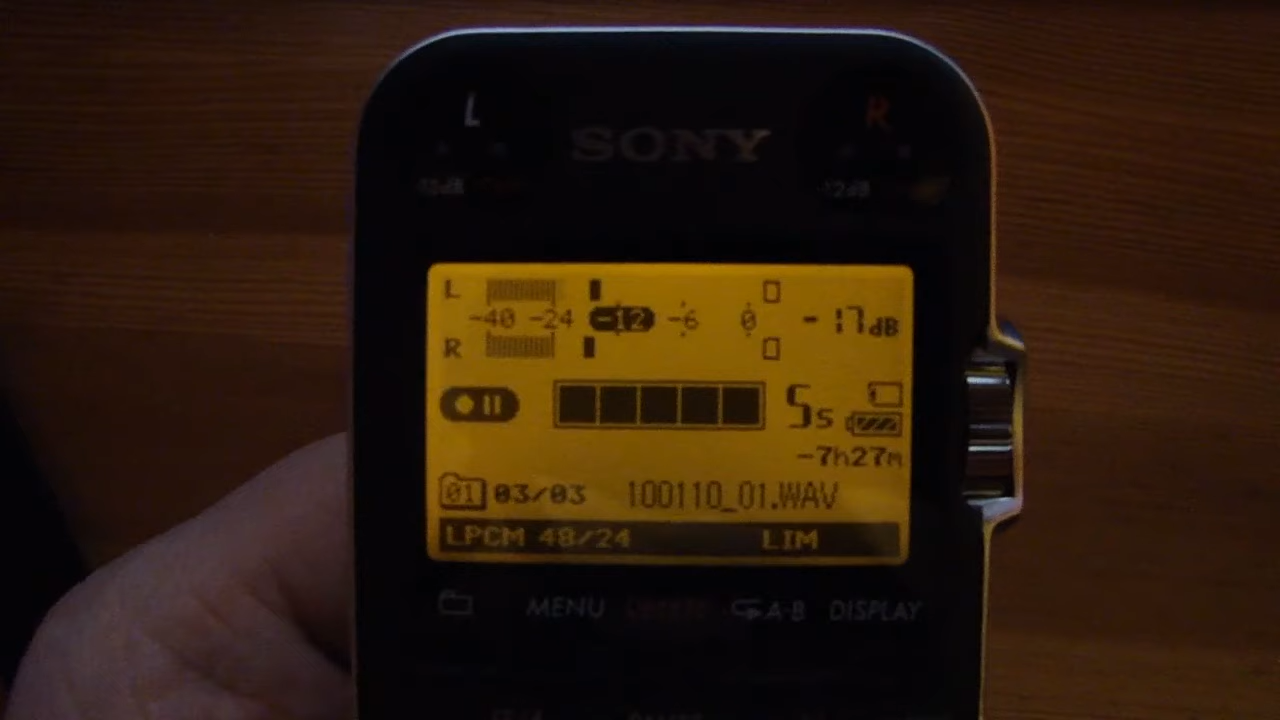 L R
SONY
-12dB
L
-40 -24 -12 -6 0 -17dB
R
5s
-7h27m
01 03/03 100110_01.WAV
LPCM 48/24 LIM
MENU A-B DISPLAY